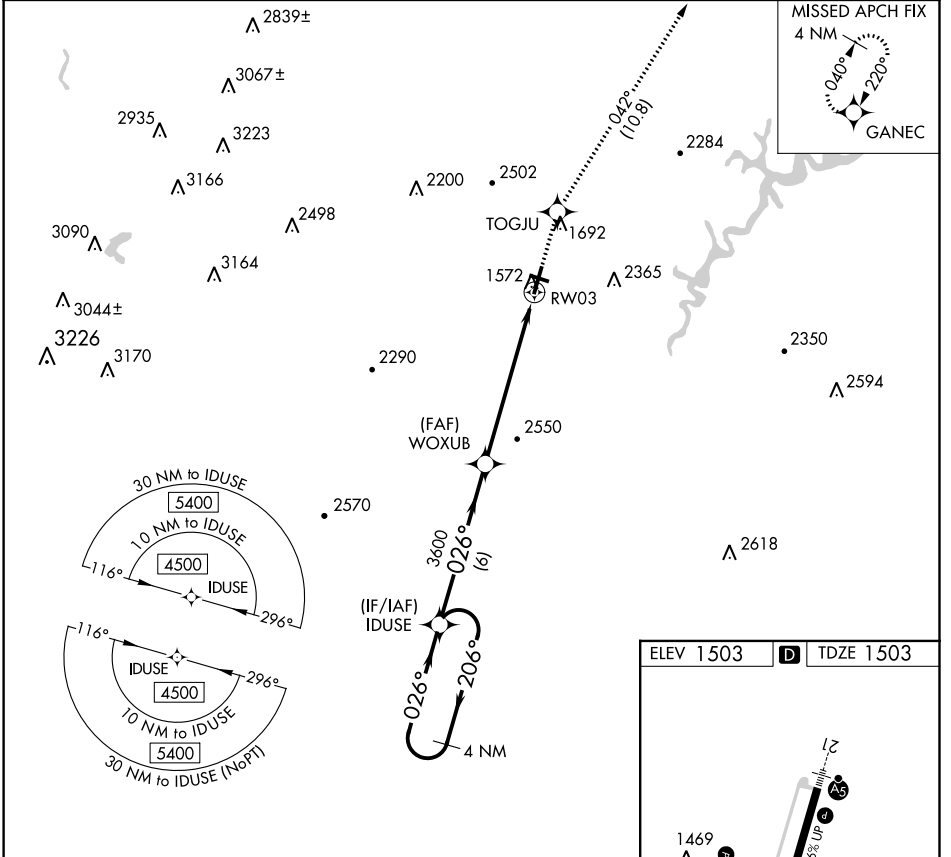 2839±
3067±
2935
3223
3166
2200
2502
2284
2498
3090
3164
3044±
3226
3170
042°
(10.8)
TOGJU
1692
1572
RW03
2365
2290
2350
2594
(FAF)
WOXUB
2550
2570
2618
3600
026°
(6)
(IF/IAF)
IDUSE
026°
206°
4 NM
MISSED APCH FIX
4 NM
040°
220°
GANEC
30 NM to IDUSE
5400
10 NM to IDUSE
4500
116°
IDUSE
296°
116°
IDUSE
296°
4500
10 NM to IDUSE
5400
30 NM to IDUSE (NoPT)
ELEV 1503
D
TDZE 1503
21
A5
P
% UP
1469